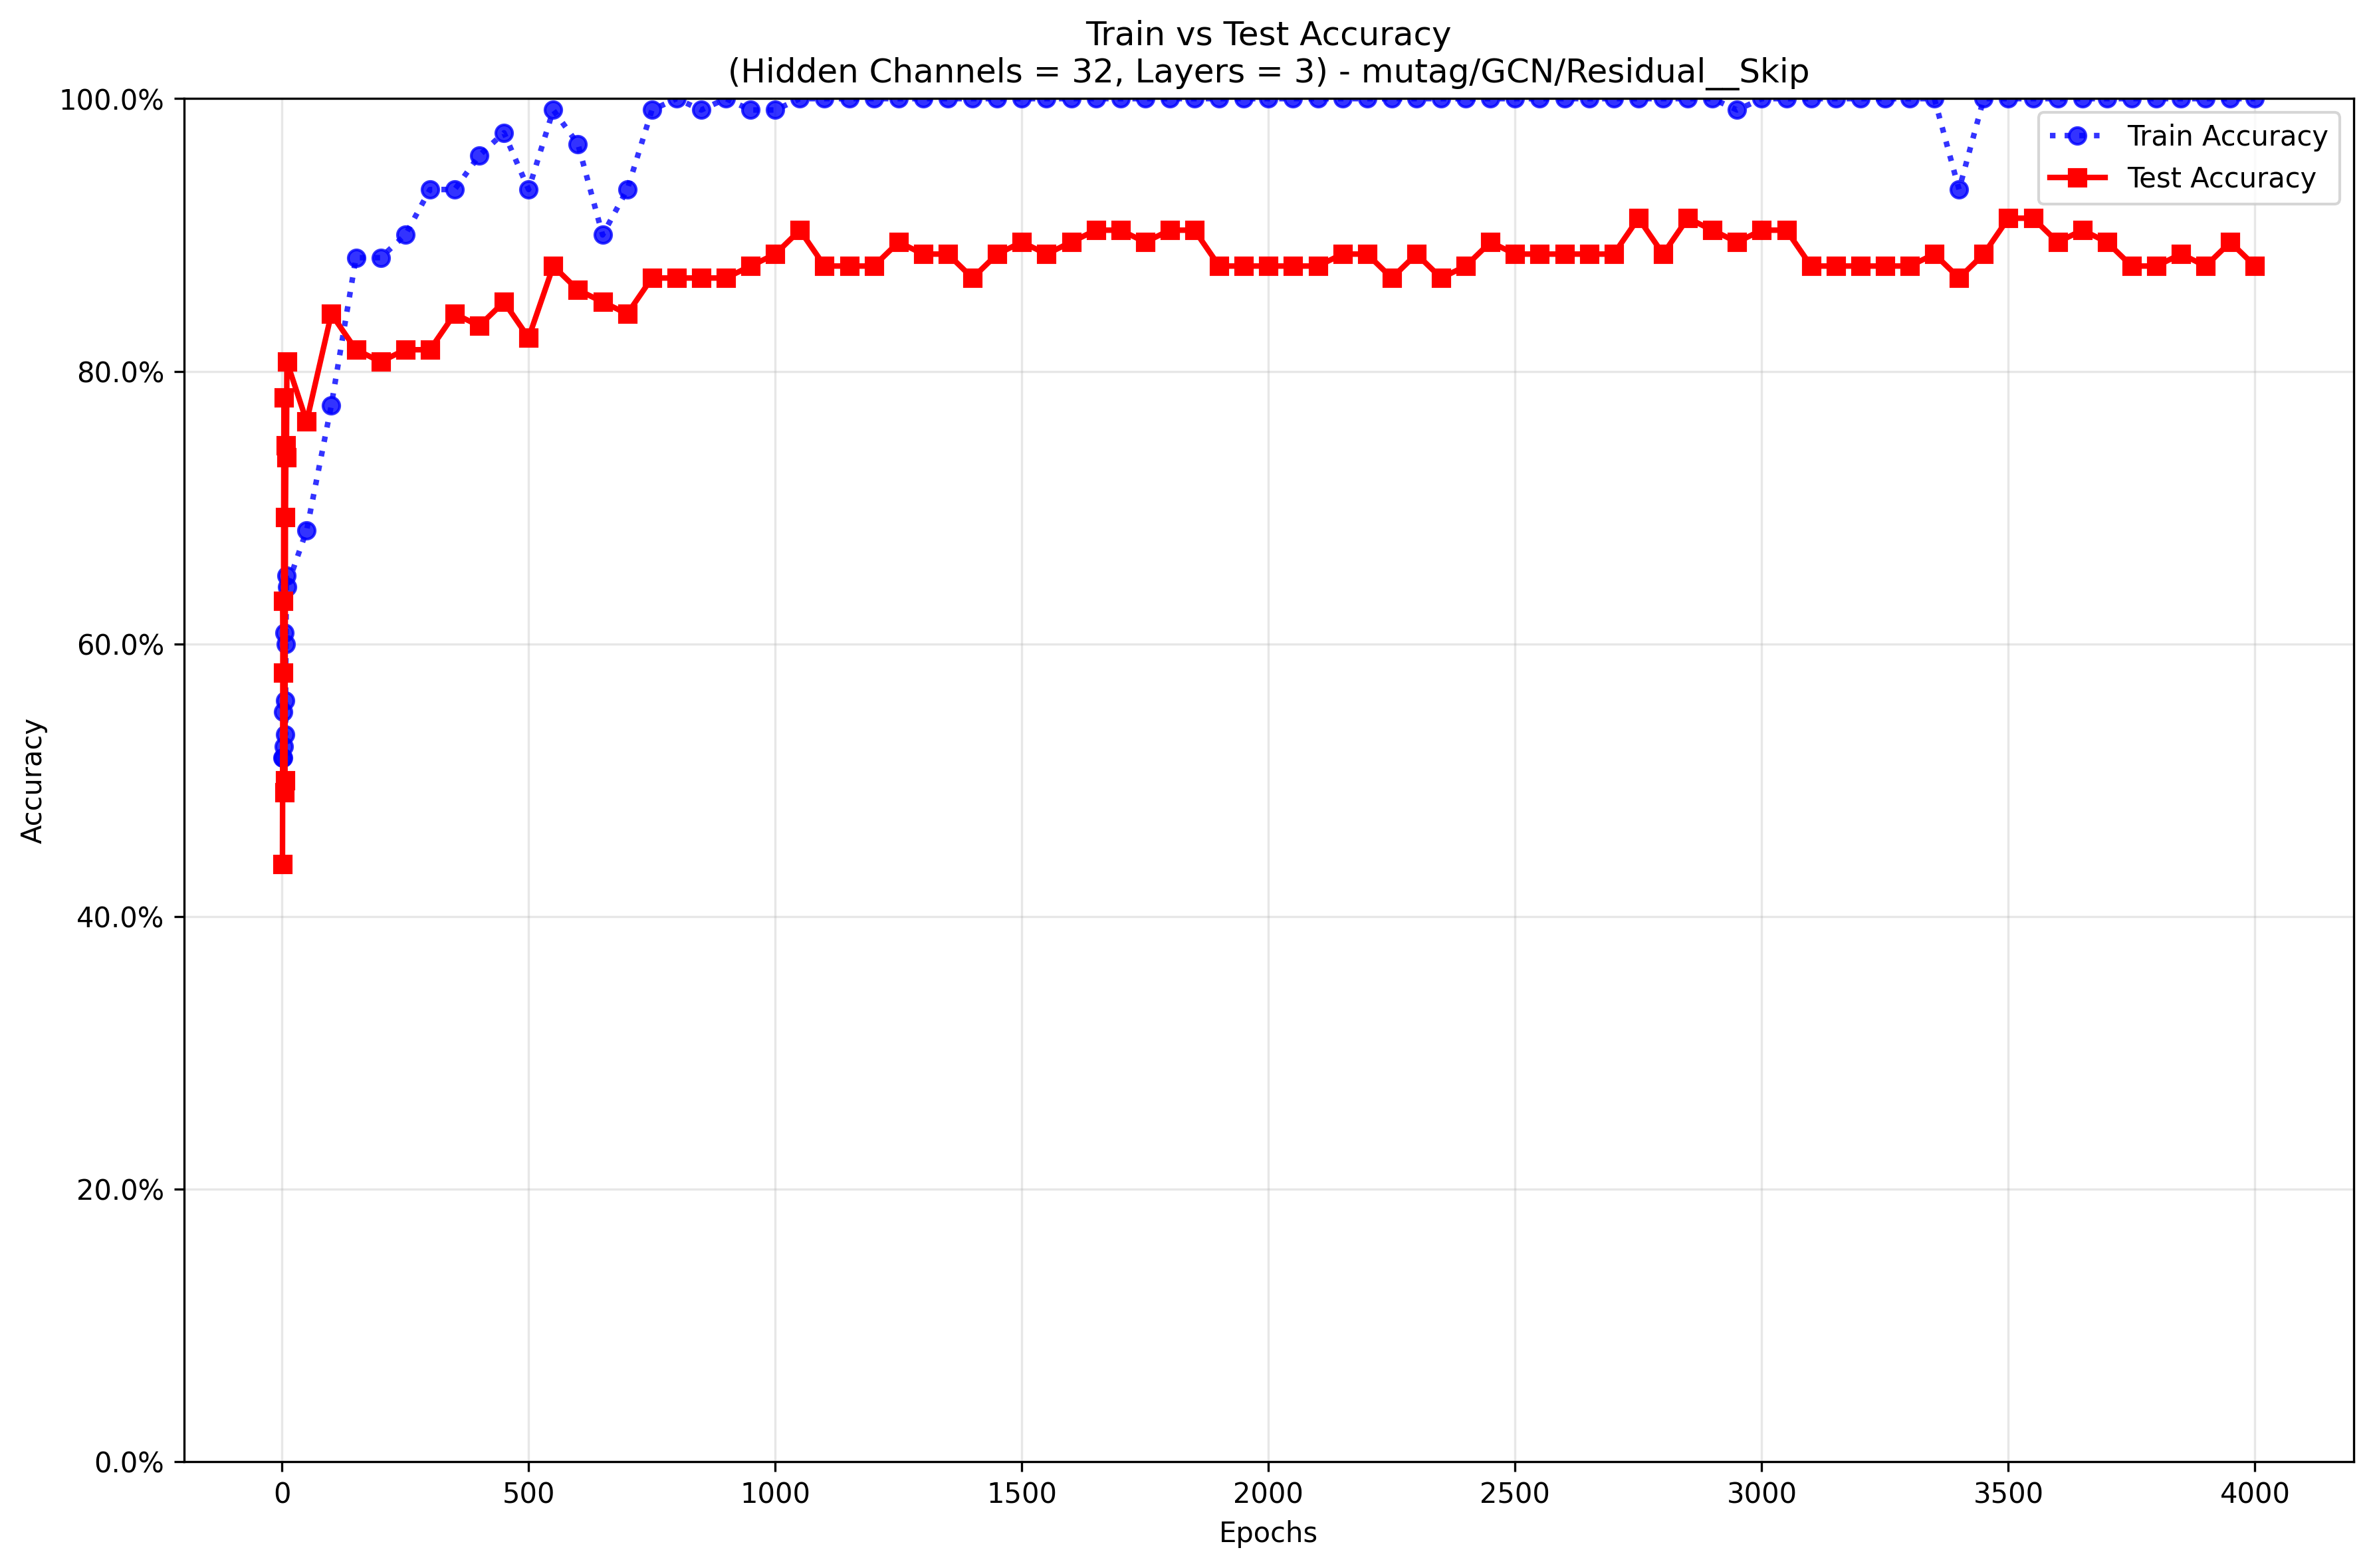 Train vs Test Accuracy
(Hidden Channels = 32, Layers = 3) - mutag/GCN/Residual__Skip
100.0%
80.0%
60.0%
40.0%
20.0%
0.0%
Accuracy
Train Accuracy
Test Accuracy
0 500 1000 1500 2000 2500 3000 3500 4000
Epochs